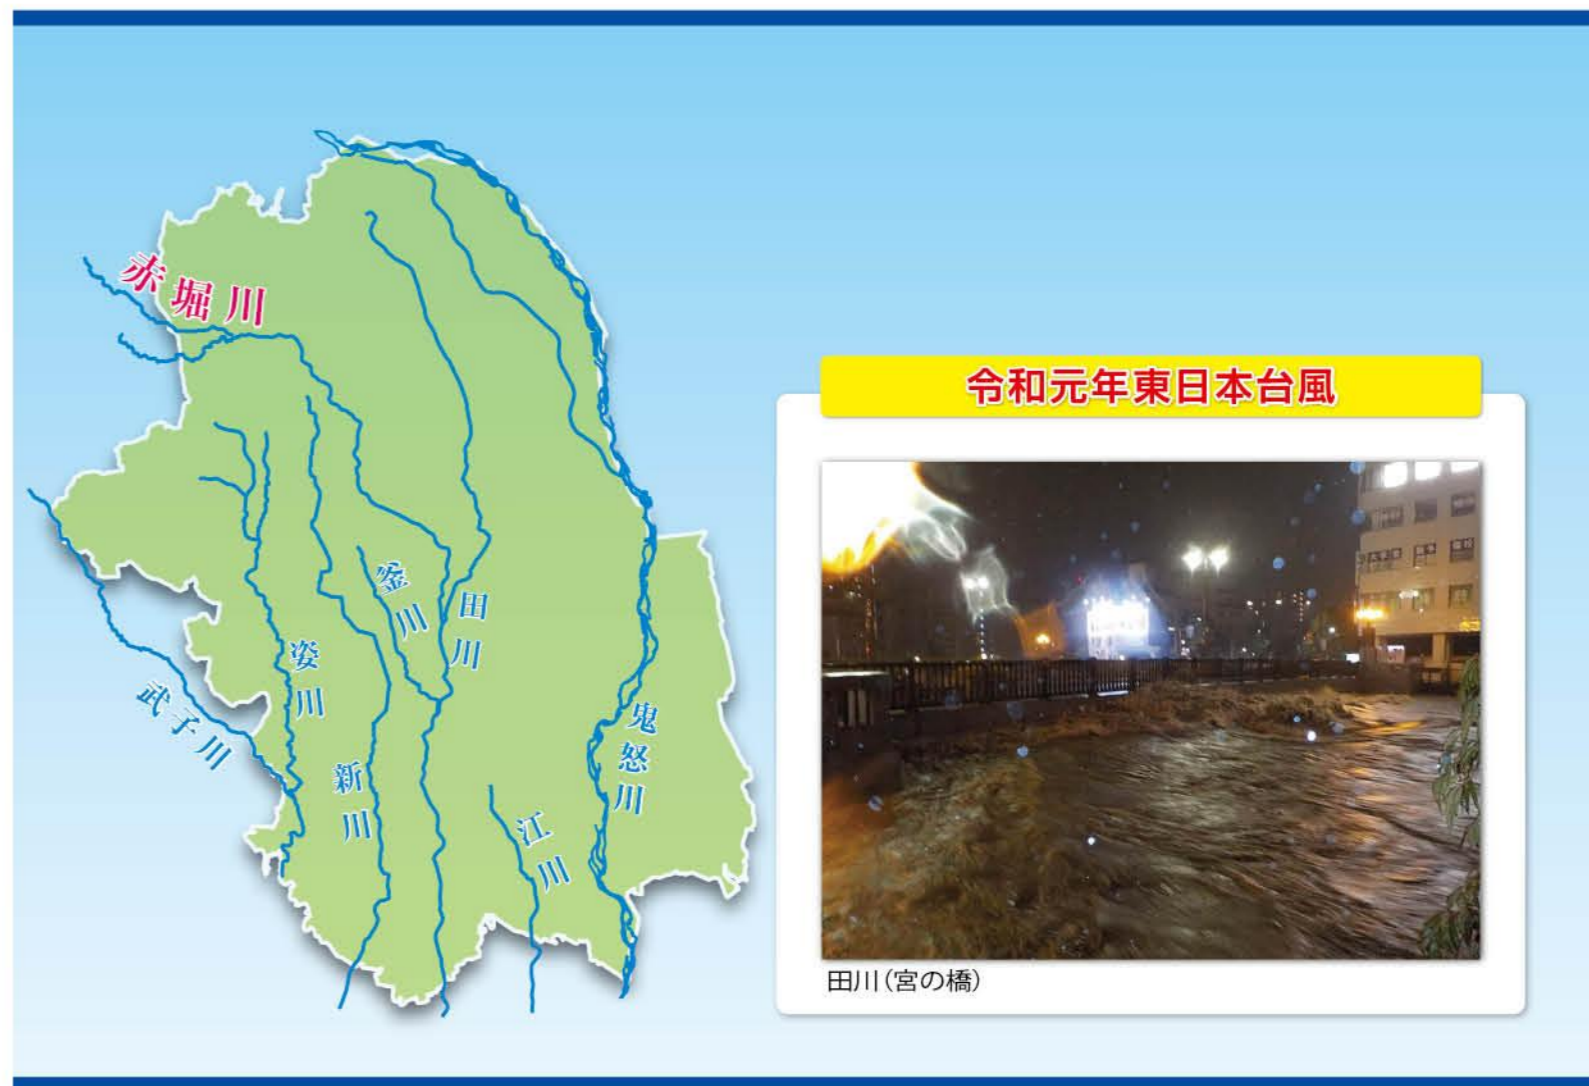 赤堀川
釜川
田川
姿川
武子川
新川
江川
鬼怒川
令和元年東日本台風
田川(宮の橋)